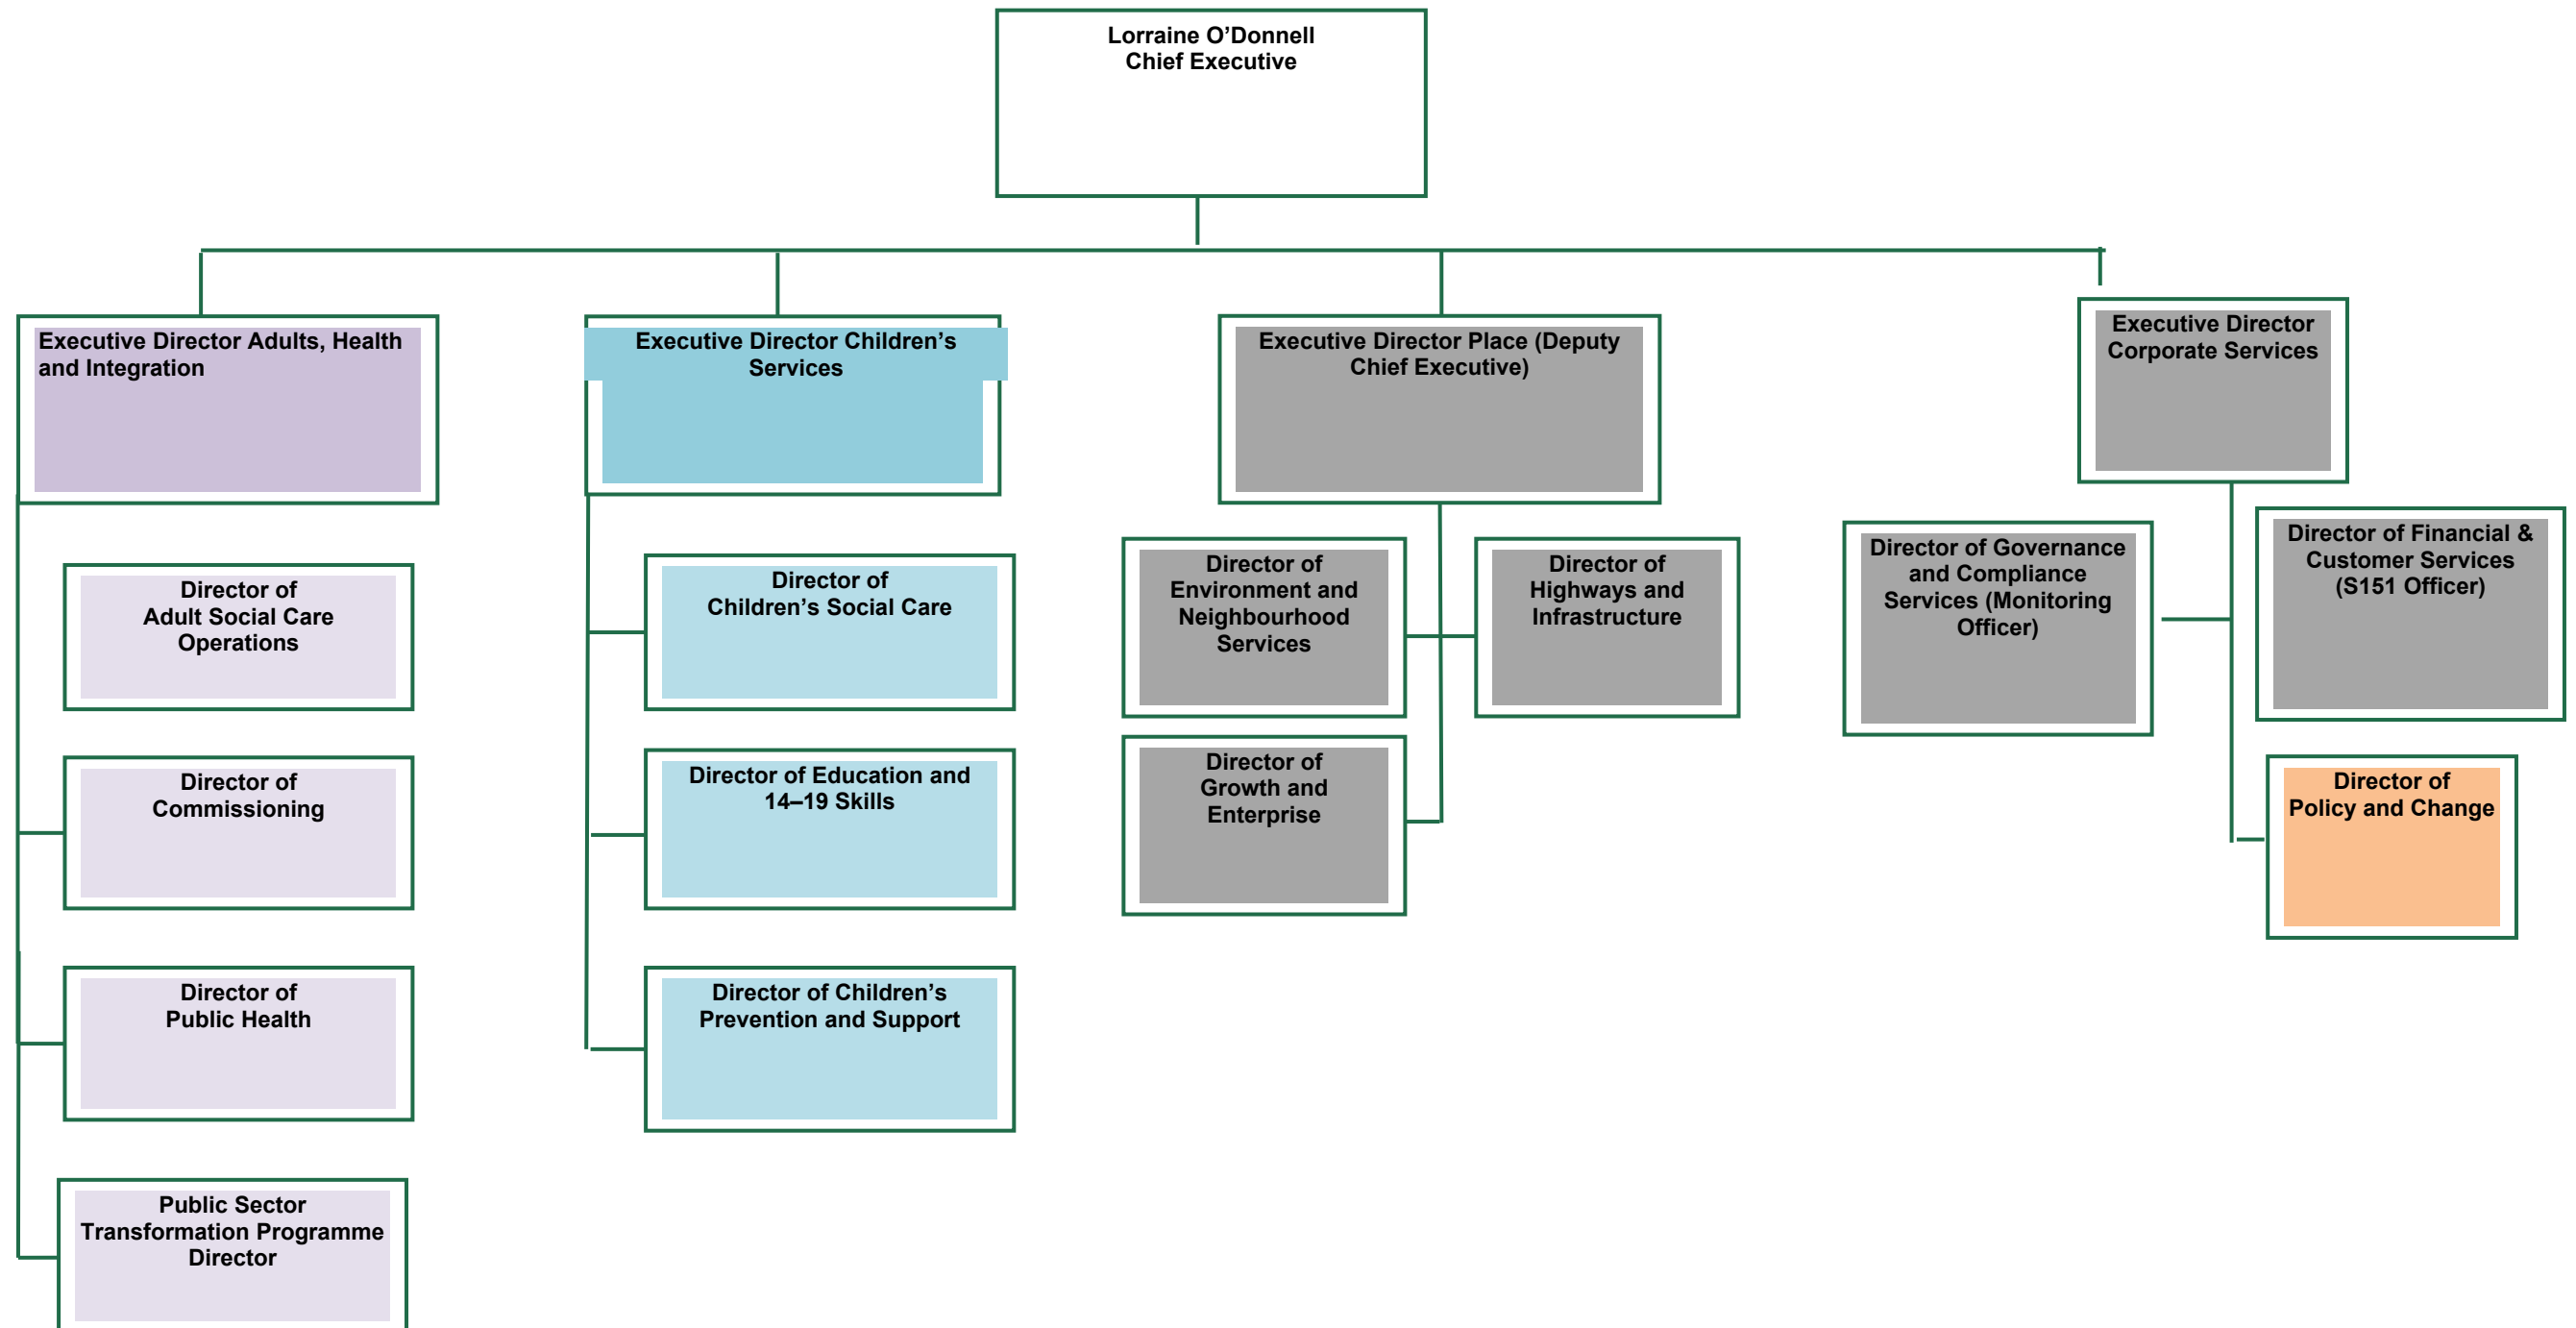 Lorraine O’Donnell
Chief Executive
Executive Director Adults, Health
and Integration
Executive Director Children’s
Services
Executive Director Place (Deputy
Chief Executive)
Executive Director
Corporate Services
Director of
Adult Social Care
Operations
Director of
Commissioning
Director of
Public Health
Public Sector
Transformation Programme
Director
Director of
Children’s Social Care
Director of Education and
14–19 Skills
Director of Children’s
Prevention and Support
Director of
Environment and
Neighbourhood
Services
Director of
Highways and
Infrastructure
Director of
Growth and
Enterprise
Director of Governance
and Compliance
Services (Monitoring
Officer)
Director of Financial &
Customer Services
(S151 Officer)
Director of
Policy and Change